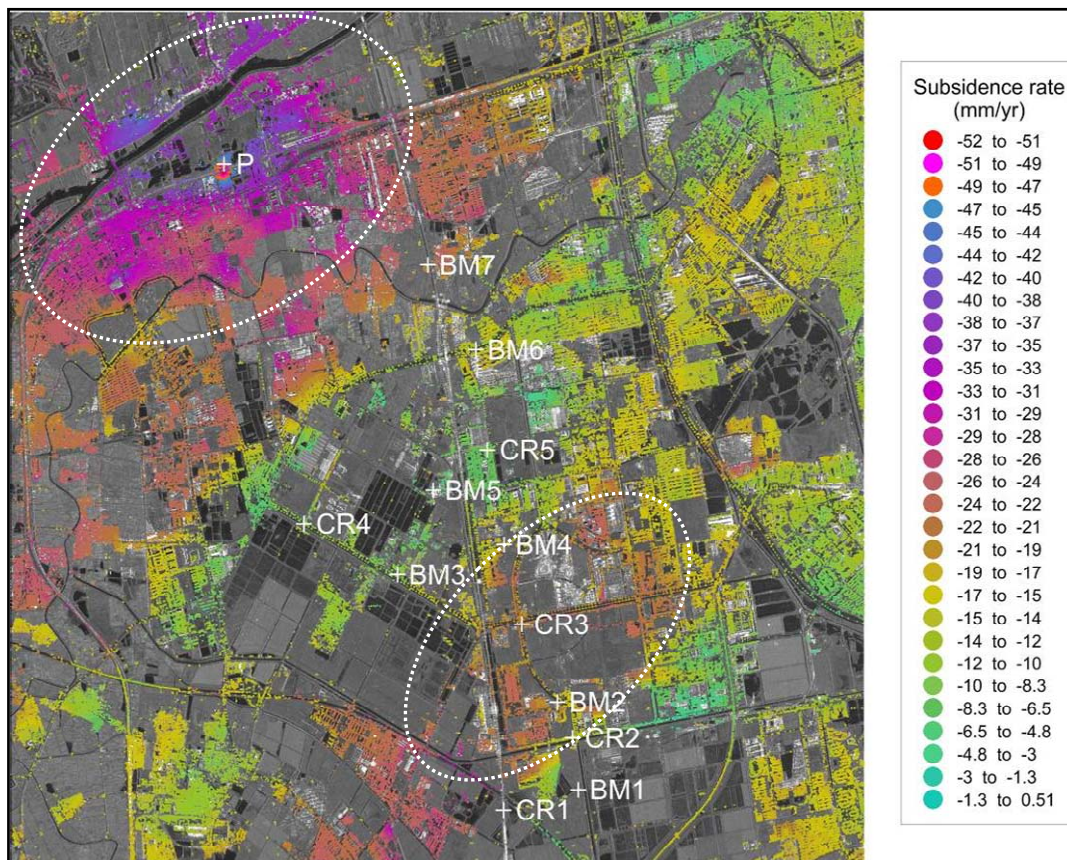 P
BM7
BM6
CR5
BM5
CR4
BM4
BM3
CR3
BM2
CR2
BM1
CR1
Subsidence rate
(mm/yr)
-52 to -51
-51 to -49
-49 to -47
-47 to -45
-45 to -44
-44 to -42
-42 to -40
-40 to -38
-38 to -37
-37 to -35
-35 to -33
-33 to -31
-31 to -29
-29 to -28
-28 to -26
-26 to -24
-24 to -22
-22 to -21
-21 to -19
-19 to -17
-17 to -15
-15 to -14
-14 to -12
-12 to -10
-10 to -8.3
-8.3 to -6.5
-6.5 to -4.8
-4.8 to -3
-3 to -1.3
-1.3 to 0.51